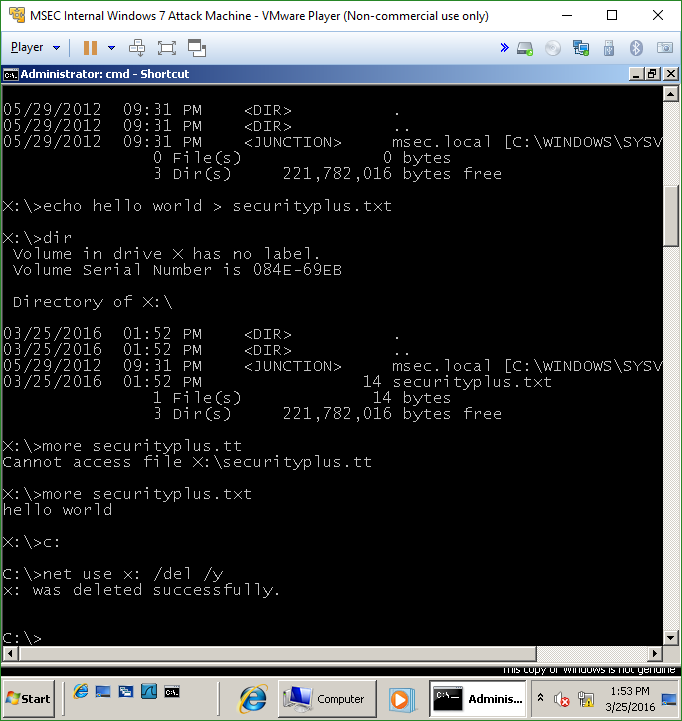 MSEC Internal Windows 7 Attack Machine - VMware Player (Non-commercial use only)
Player
Administrator: cmd - Shortcut
05/29/2012  09:31 PM    <DIR>          .
05/29/2012  09:31 PM    <DIR>          ..
05/29/2012  09:31 PM    <JUNCTION>     msec.local [C:\WINDOWS\SYSV
0 File(s)              0 bytes
3 Dir(s)     221,782,016 bytes free
X:\>echo hello world > securityplus.txt
X:\>dir
Volume in drive X has no label.
Volume Serial Number is 084E-69EB
Directory of X:\
03/25/2016  01:52 PM    <DIR>          .
03/25/2016  01:52 PM    <DIR>          ..
05/29/2012  09:31 PM    <JUNCTION>     msec.local [C:\WINDOWS\SYSV
03/25/2016  01:52 PM                14 securityplus.txt
1 File(s)             14 bytes
3 Dir(s)     221,782,016 bytes free
X:\>more securityplus.tt
Cannot access file X:\securityplus.tt
X:\>more securityplus.txt
hello world
X:\>c:
C:\>net use x: /del /y
x: was deleted successfully.
C:\>
This copy of Windows is not genuine
Start
Computer
Adminis...
1:53 PM
3/25/2016